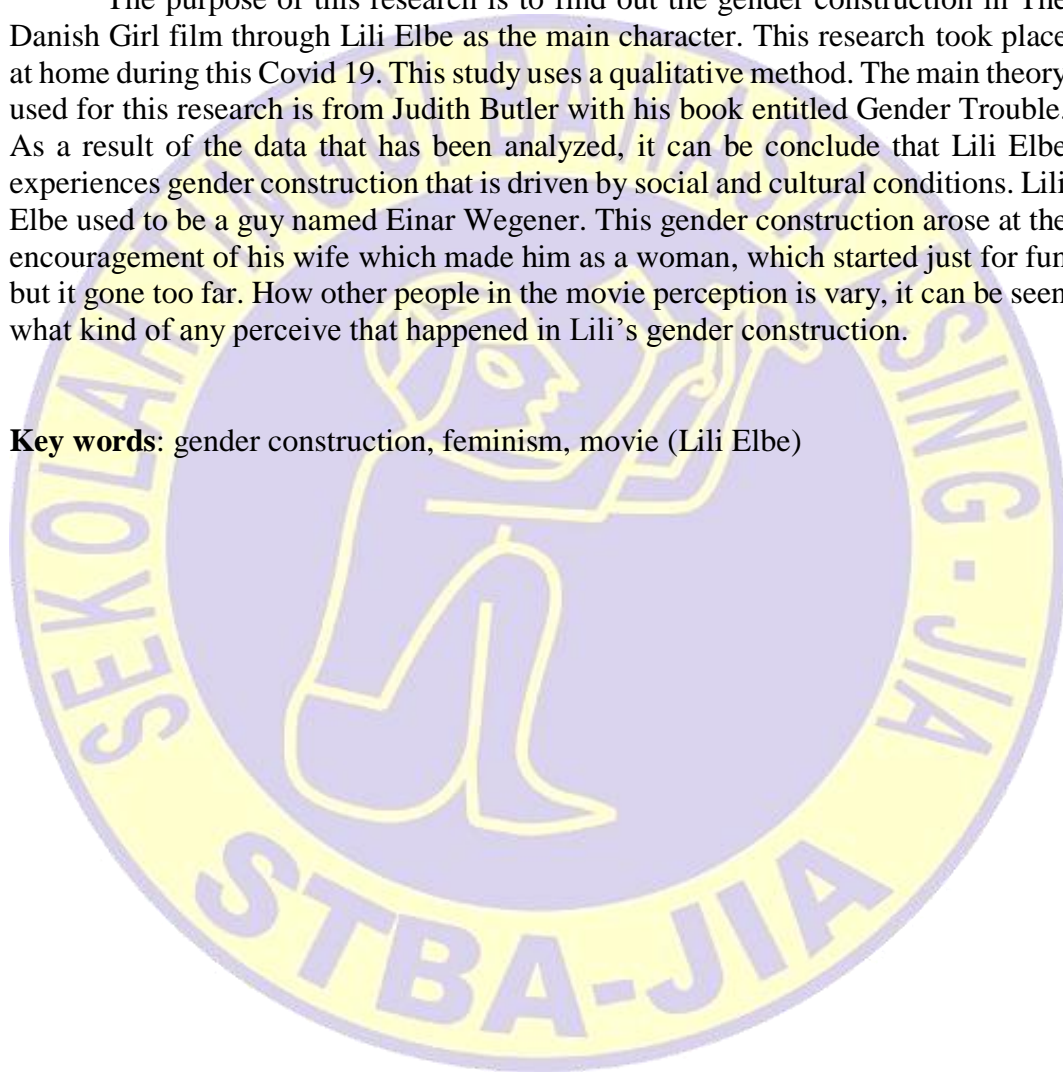 The purpose of this research is to find out the gender construction in The
Danish Girl film through Lili Elbe as the main character. This research took place
at home during this Covid 19. This study uses a qualitative method. The main theory
used for this research is from Judith Butler with his book entitled Gender Trouble.
As a result of the data that has been analyzed, it can be conclude that Lili Elbe
experiences gender construction that is driven by social and cultural conditions. Lili
Elbe used to be a guy named Einar Wegener. This gender construction arose at the
encouragement of his wife which made him as a woman, which started just for fun
but it gone too far. How other people in the movie perception is vary, it can be seen
what kind of any perceive that happened in Lili’s gender construction.
Key words: gender construction, feminism, movie (Lili Elbe)
SEKOLAH TINGGI BAHASA ASING - JIA
STBA-JIA